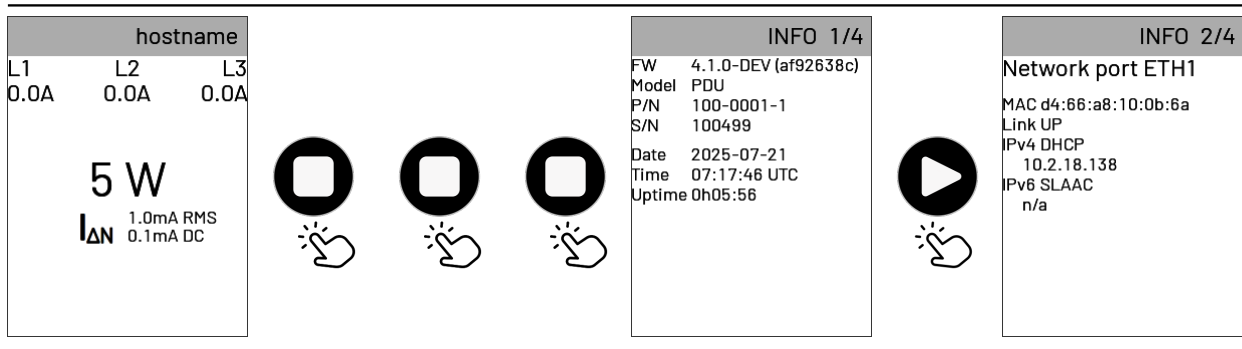 hostname
L1 L2 L3
0.0A 0.0A 0.0A
5 W
I∆N 1.0mA RMS
0.1mA DC
INFO 1/4
FW 4.1.0-DEV (af92638c)
Model PDU
P/N 100-0001-1
S/N 100499
Date 2025-07-21
Time 07:17:46 UTC
Uptime 0h05:56
INFO 2/4
Network port ETH1
MAC d4:66:a8:10:0b:6a
Link UP
IPv4 DHCP
10.2.18.138
IPv6 SLAAC
n/a